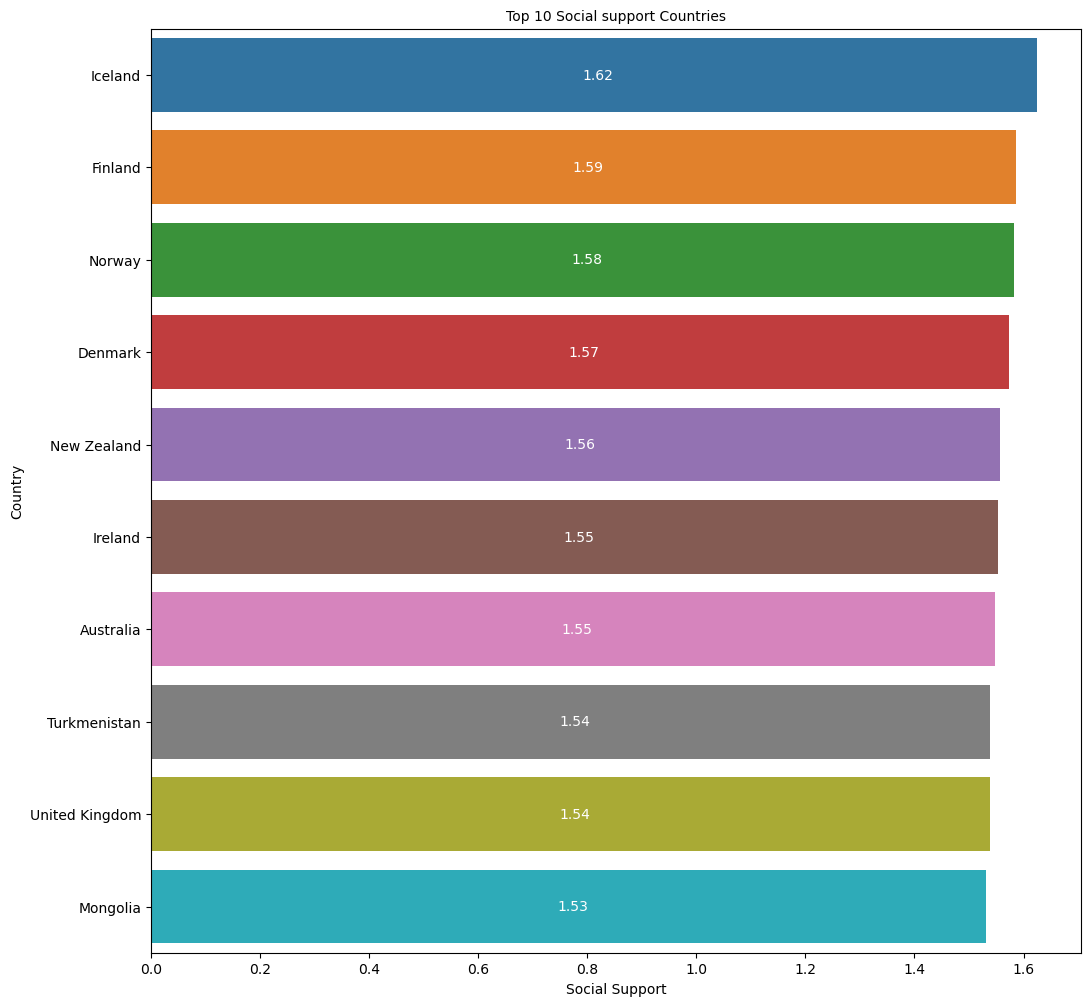 Top 10 Social support Countries
Country
Iceland
1.62
Finland
1.59
Norway
1.58
Denmark
1.57
New Zealand
1.56
Ireland
1.55
Australia
1.55
Turkmenistan
1.54
United Kingdom
1.54
Mongolia
1.53
0.0 0.2 0.4 0.6 0.8 1.0 1.2 1.4 1.6
Social Support